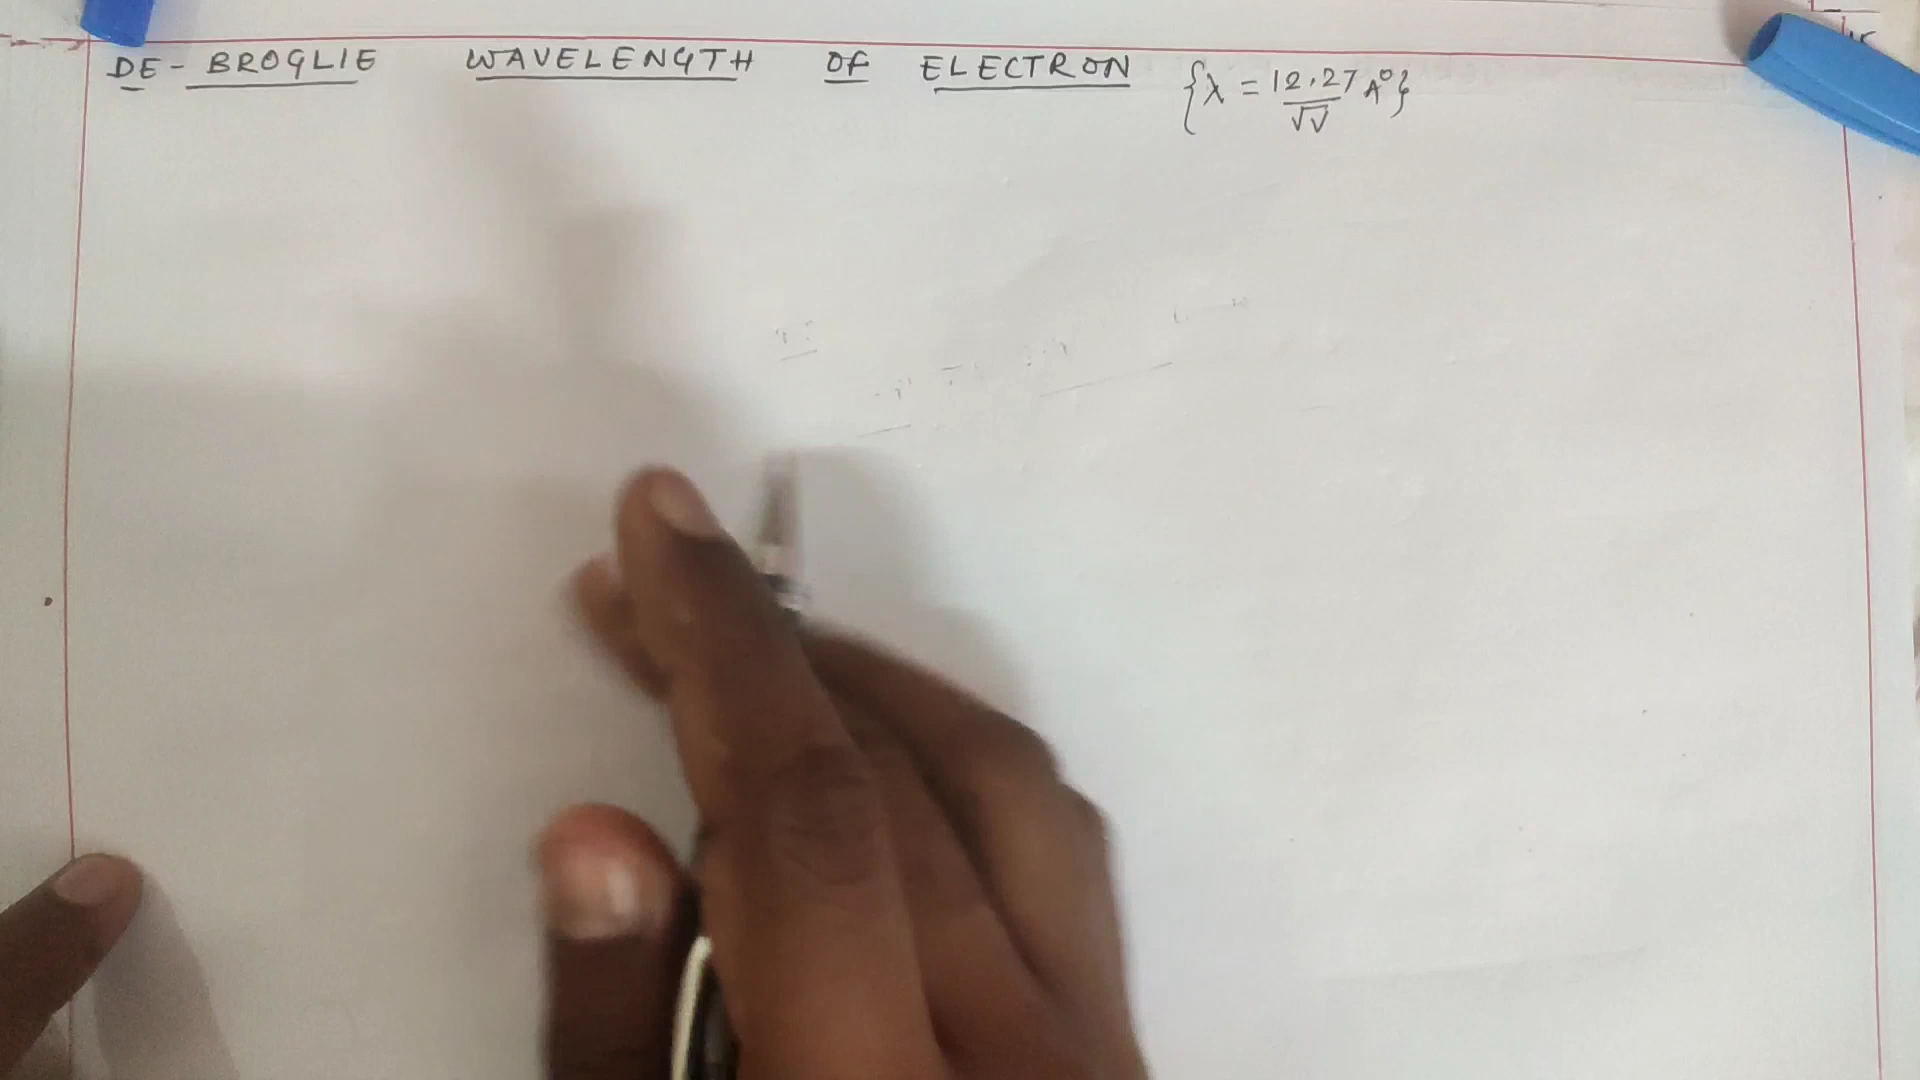 DE-BROGLIE WAVELENGTH OF ELECTRON {λ = 12.27/√V A°}